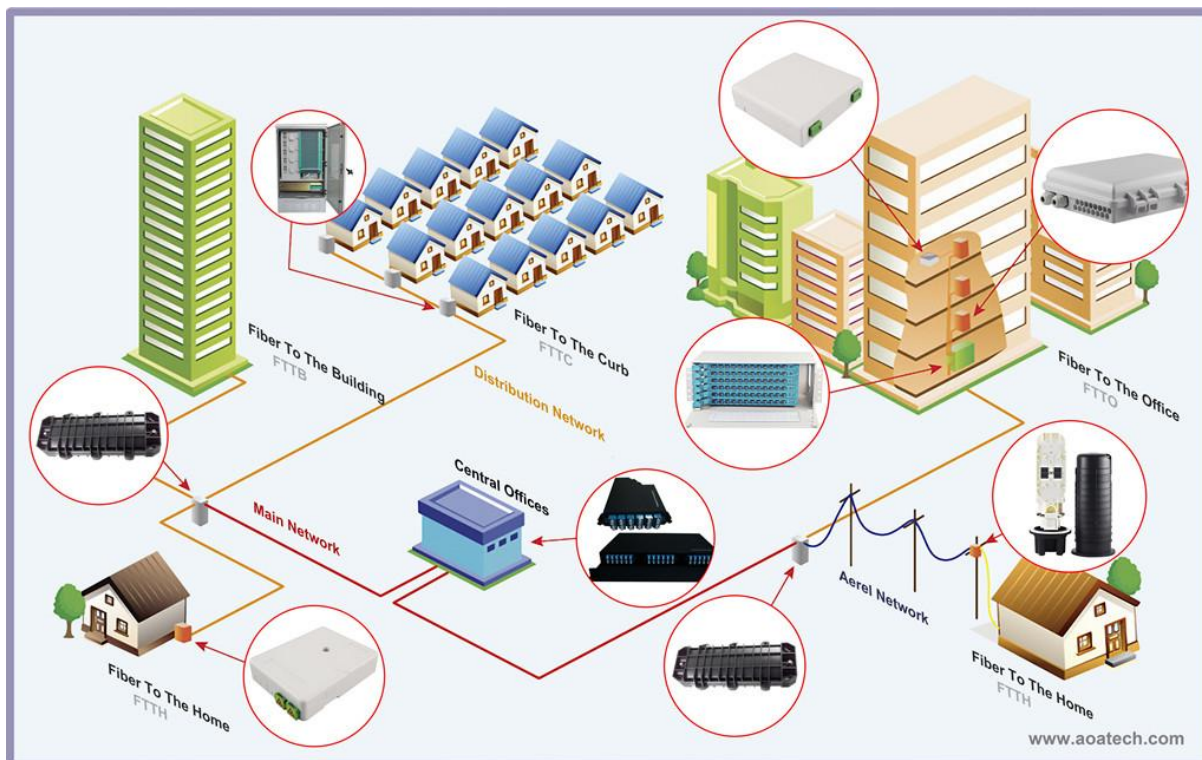 Fiber To The Building
FTTB
Fiber To The Curb
FTTC
Distribution Network
Fiber To The Office
FTTO
Central Offices
Main Network
Aerel Network
Fiber To The Home
FTTH
Fiber To The Home
FTTH
www.aoatech.com